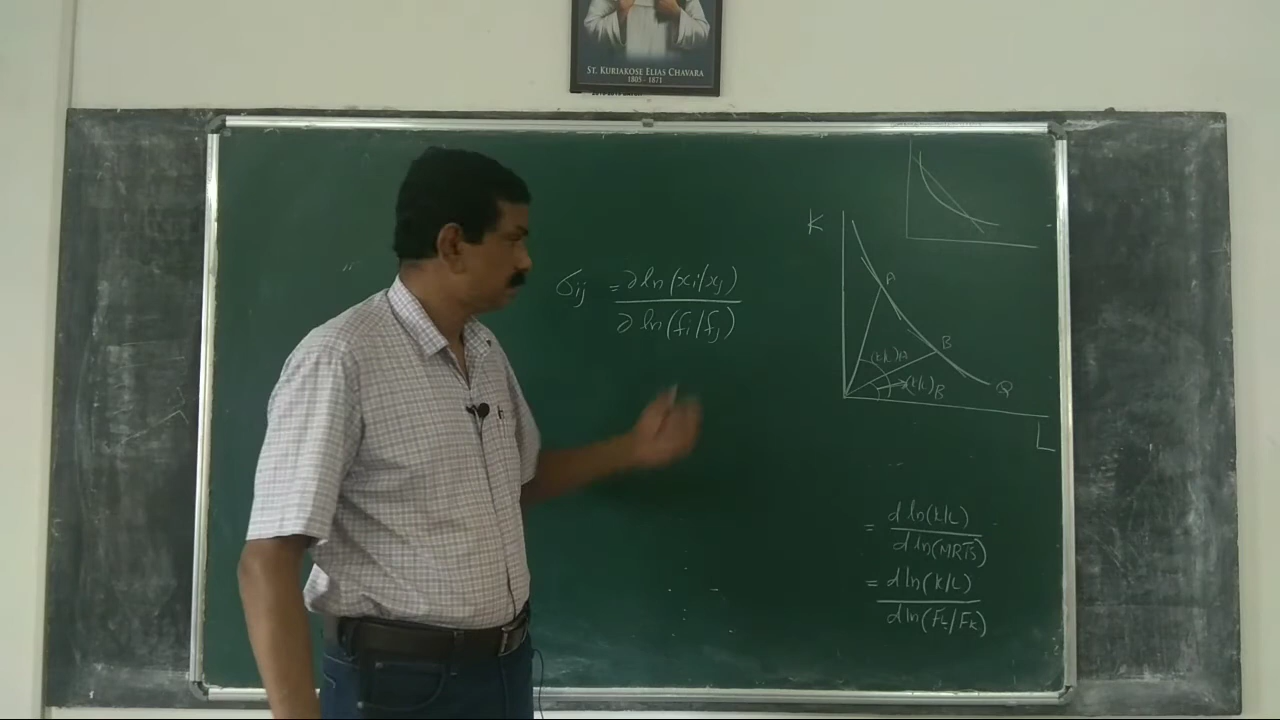 ST. KURIAKOSE ELIAS CHAVARA
1805 - 1871
σij = ∂ ln (xi/xj)
∂ ln (fi/fj)
K
A
B
(K/L)A
(K/L)B
Q
L
= d ln(K/L)
d ln(MRTS)
= d ln(K/L)
d ln(FL/FK)